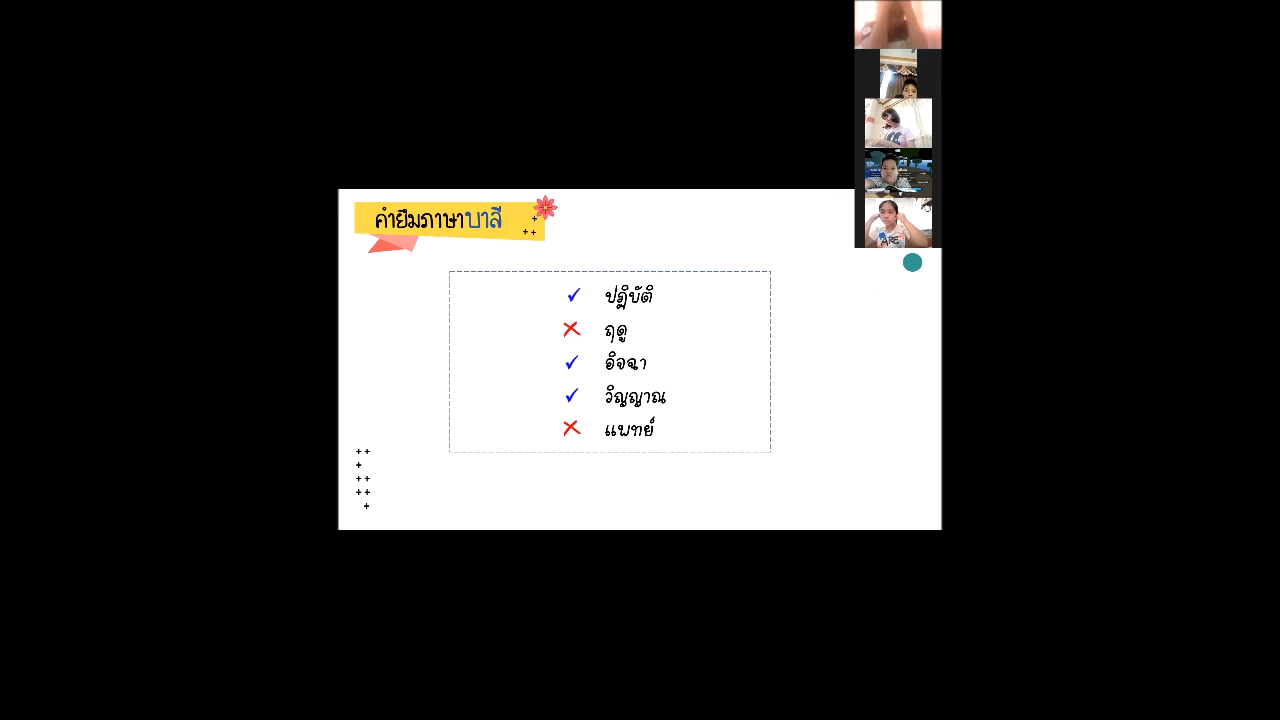 คำยืมภาษาบาลี
ปฏิบัติ
ฤดู
อิจฉา
วิญญาณ
แพทย์